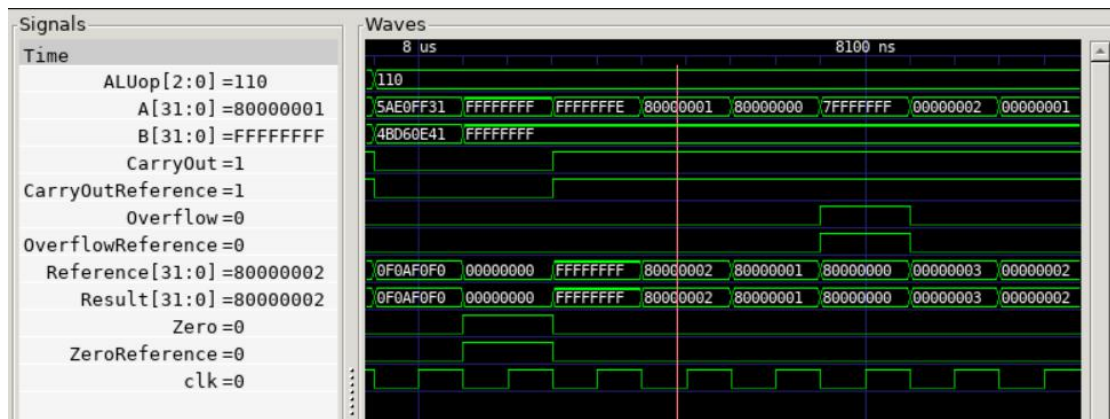 Signals
Time
ALUop[2:0] =110
A[31:0] =80000001
B[31:0] =FFFFFFFF
CarryOut =1
CarryOutReference =1
Overflow =0
OverflowReference =0
Reference[31:0] =80000002
Result[31:0] =80000002
Zero =0
ZeroReference =0
clk =0
Waves
8 us 8100 ns
110
5AE0FF31 FFFFFFFF FFFFFFFE 80000001 80000000 7FFFFFFF 00000002 00000001
4BD60E41 FFFFFFFF
0F0AF0F0 00000000 FFFFFFFF 80000002 80000001 80000000 00000003 00000002
0F0AF0F0 00000000 FFFFFFFF 80000002 80000001 80000000 00000003 00000002